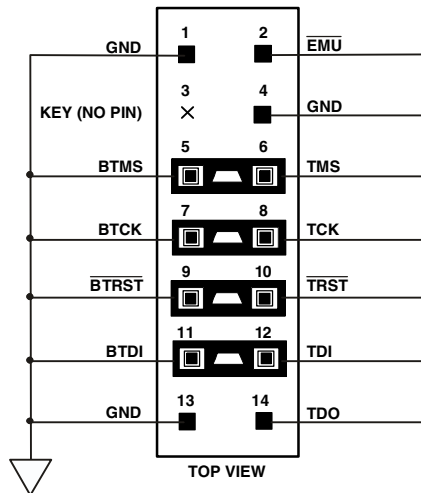 1 2
GND EMU
3 4
KEY (NO PIN) GND
5 6
BTMS TMS
7 8
BTCK TCK
9 10
BTRST TRST
11 12
BTDI TDI
13 14
GND TDO
TOP VIEW